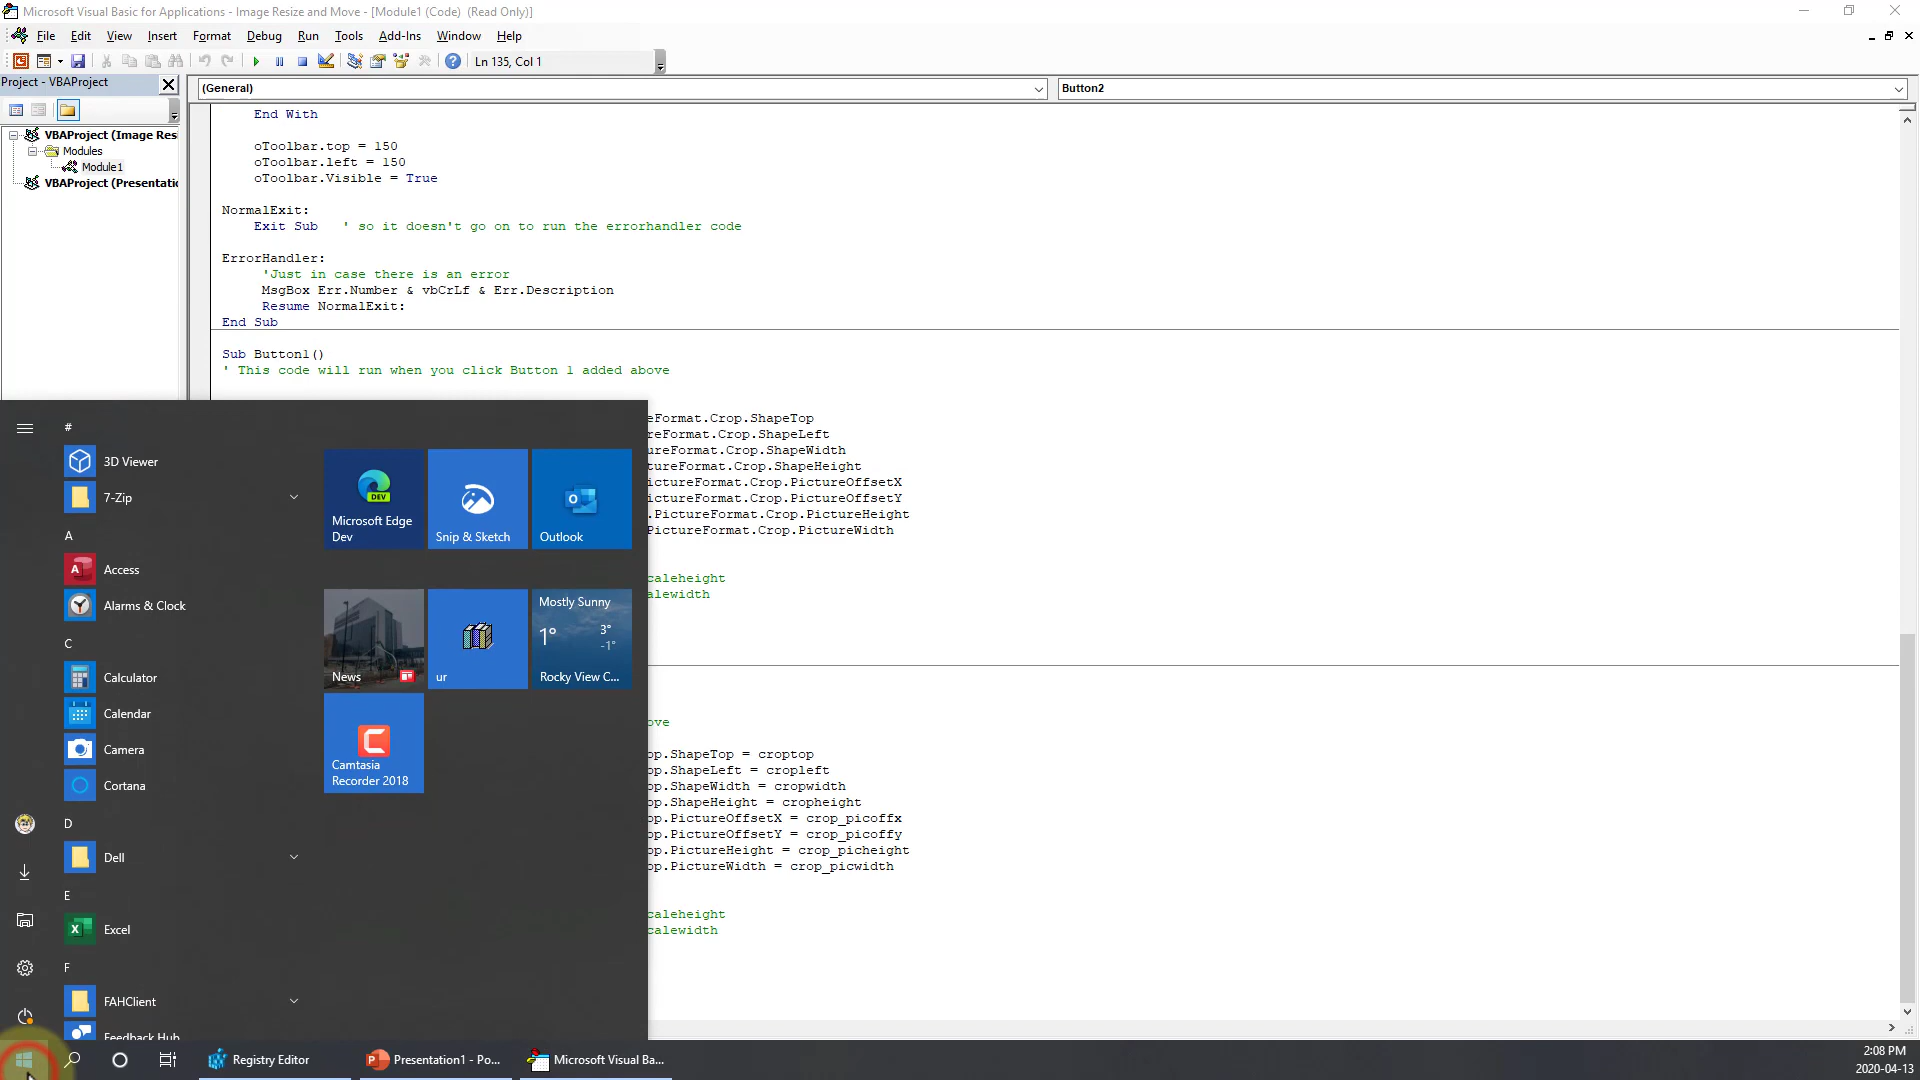 Microsoft Visual Basic for Applications - Image Resize and Move - [Module1 (Code) (Read Only)]
File Edit View Insert Format Debug Run Tools Add-Ins Window Help
Ln 135, Col 1
Project - VBAProject
(General)
Button2
VBAProject (Image Resi
Modules
Module1
VBAProject (Presentatic
End With
oToolbar.top = 150
oToolbar.left = 150
oToolbar.Visible = True
NormalExit:
Exit Sub ' so it doesn't go on to run the errorhandler code
ErrorHandler:
'Just in case there is an error
MsgBox Err.Number & vbCrLf & Err.Description
Resume NormalExit:
End Sub
Sub Button1()
' This code will run when you click Button 1 added above
eFormat.Crop.ShapeTop
reFormat.Crop.ShapeLeft
ureFormat.Crop.ShapeWidth
tureFormat.Crop.ShapeHeight
ictureFormat.Crop.PictureOffsetX
ictureFormat.Crop.PictureOffsetY
.PictureFormat.Crop.PictureHeight
PictureFormat.Crop.PictureWidth
caleheight
calewidth
ove
op.ShapeTop = croptop
op.ShapeLeft = cropleft
op.ShapeWidth = cropwidth
op.ShapeHeight = cropheight
op.PictureOffsetX = crop_picoffx
op.PictureOffsetY = crop_picoffy
op.PictureHeight = crop_picheight
op.PictureWidth = crop_picwidth
caleheight
calewidth
#
3D Viewer
7-Zip
A
Access
Alarms & Clock
C
Calculator
Calendar
Camera
Cortana
D
Dell
E
Excel
F
FAHClient
Feedback Hub
DEV
Microsoft Edge
Dev
Snip & Sketch
Outlook
News
ur
Mostly Sunny
1°
3°
-1°
Rocky View C...
Camtasia
Recorder 2018
Registry Editor
Presentation1 - Po...
Microsoft Visual Ba...
2:08 PM
2020-04-13